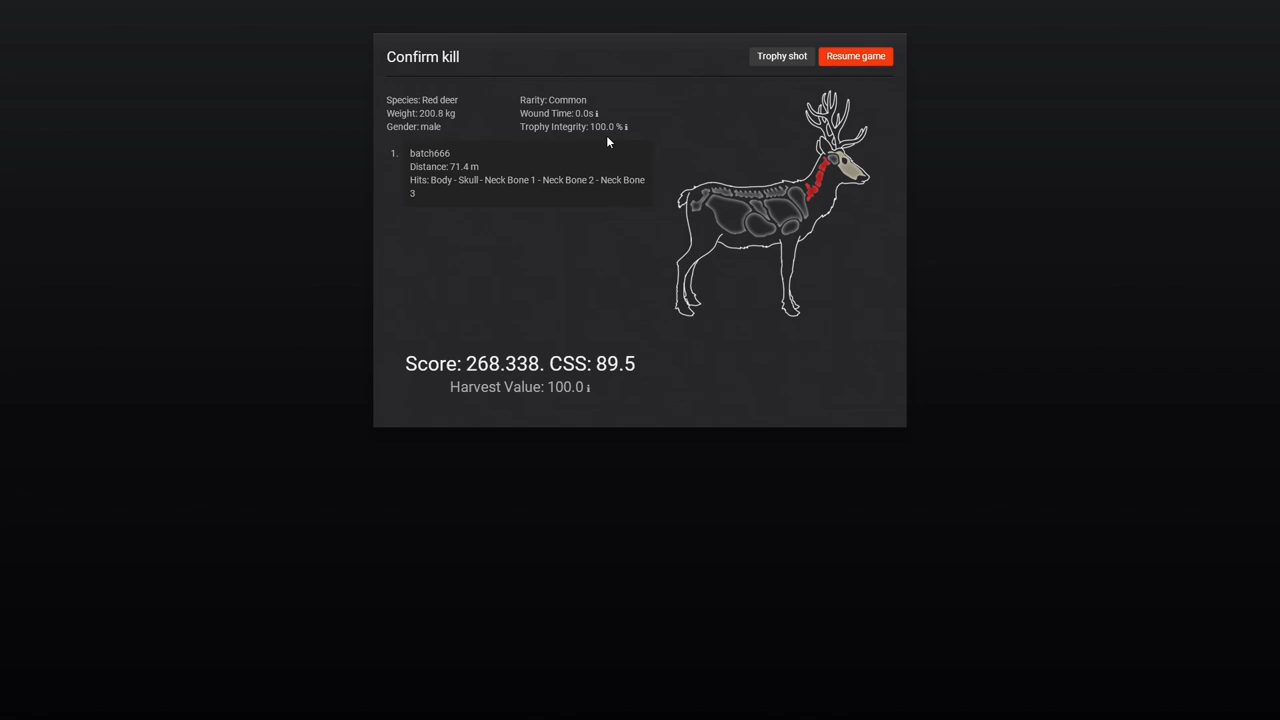 Confirm kill
Trophy shot
Resume game
Species: Red deer
Rarity: Common
Weight: 200.8 kg
Wound Time: 0.0s i
Gender: male
Trophy Integrity: 100.0 % i
1. batch666
Distance: 71.4 m
Hits: Body - Skull - Neck Bone 1 - Neck Bone 2 - Neck Bone
3
Score: 268.338. CSS: 89.5
Harvest Value: 100.0 i